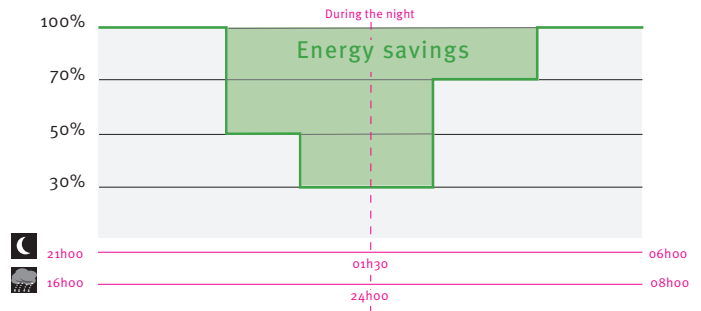 During the night
100%
Energy savings
70%
50%
30%
21h00
06h00
01h30
16h00
08h00
24h00